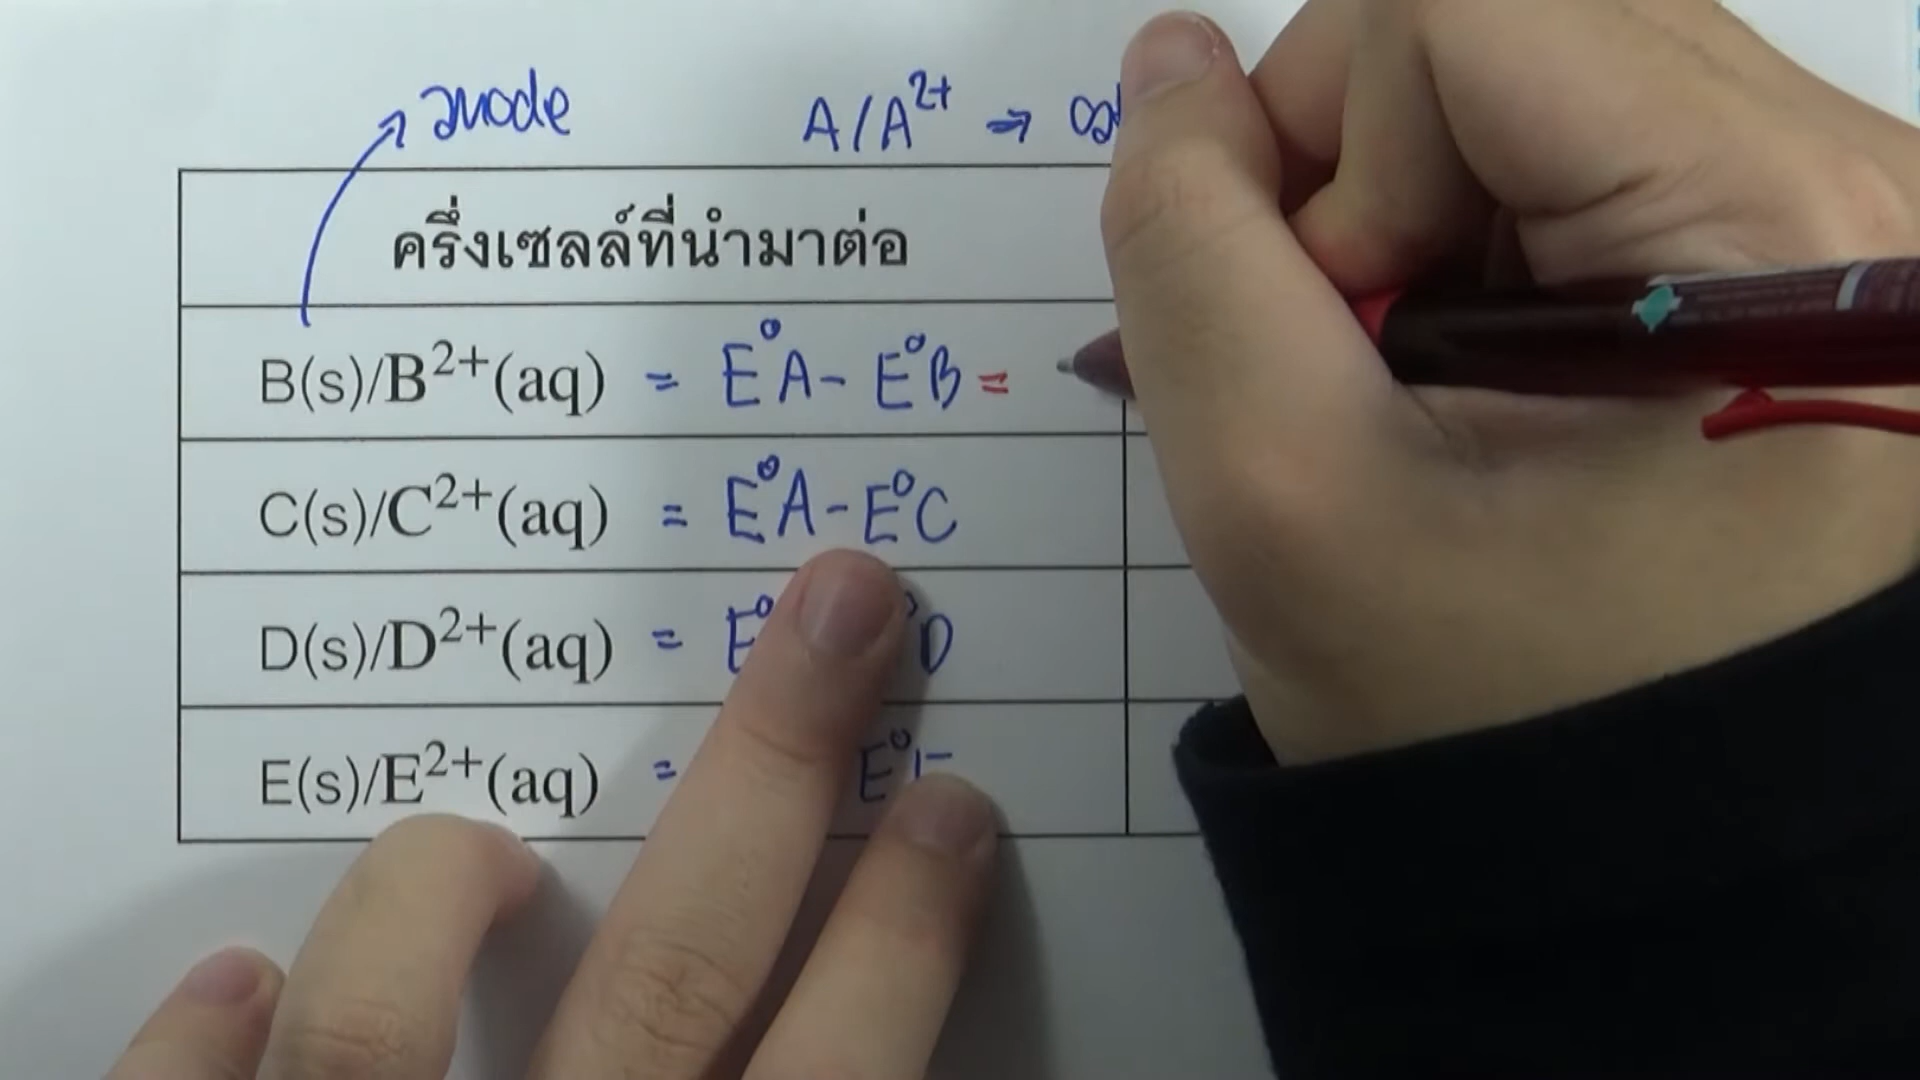 anode A/A²⁺ →
ครึ่งเซลล์ที่นำมาต่อ
B(s)/B²⁺(aq) = E°A - E°B =
C(s)/C²⁺(aq) = E°A - E°C
D(s)/D²⁺(aq) = E° D
E(s)/E²⁺(aq) = E°